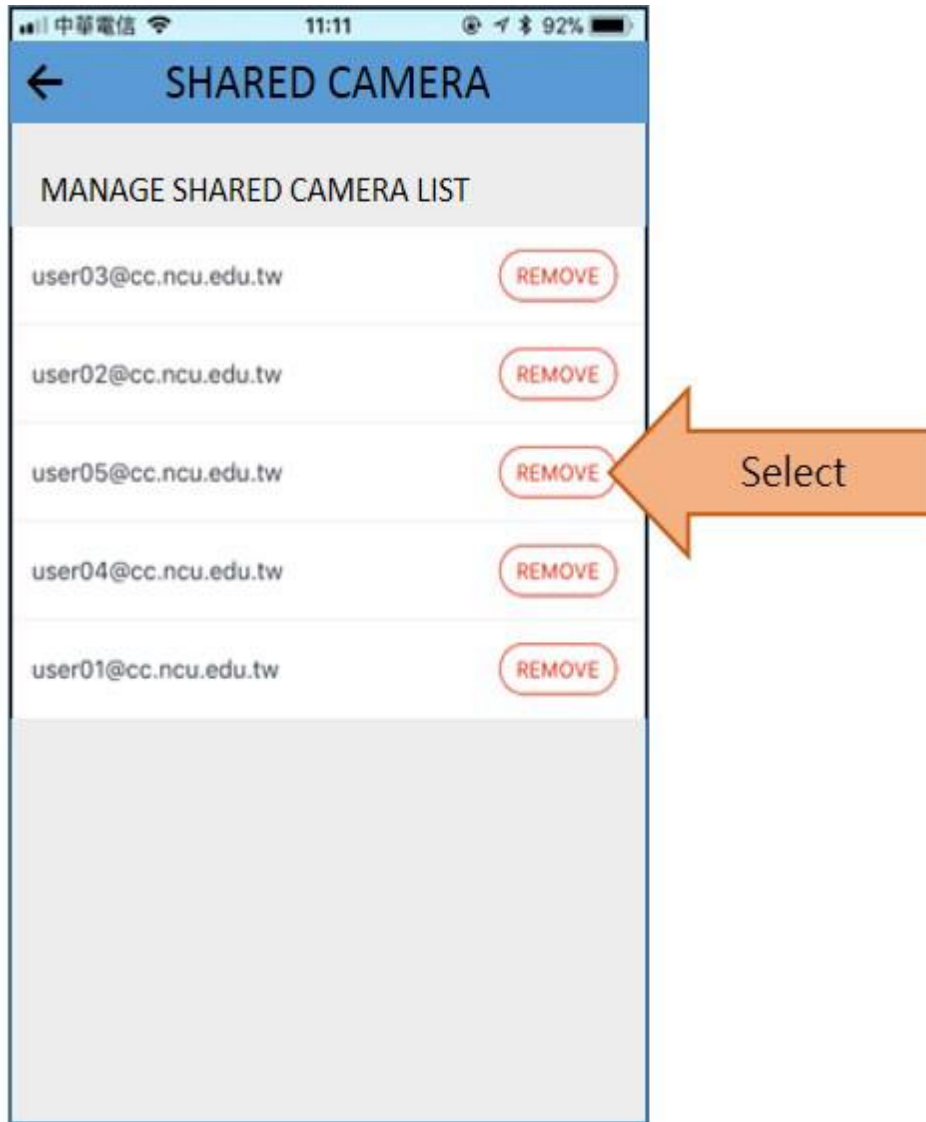 中華電信 11:11 92%
SHARED CAMERA
MANAGE SHARED CAMERA LIST
user03@cc.ncu.edu.tw REMOVE
user02@cc.ncu.edu.tw REMOVE
user05@cc.ncu.edu.tw REMOVE
Select
user04@cc.ncu.edu.tw REMOVE
user01@cc.ncu.edu.tw REMOVE